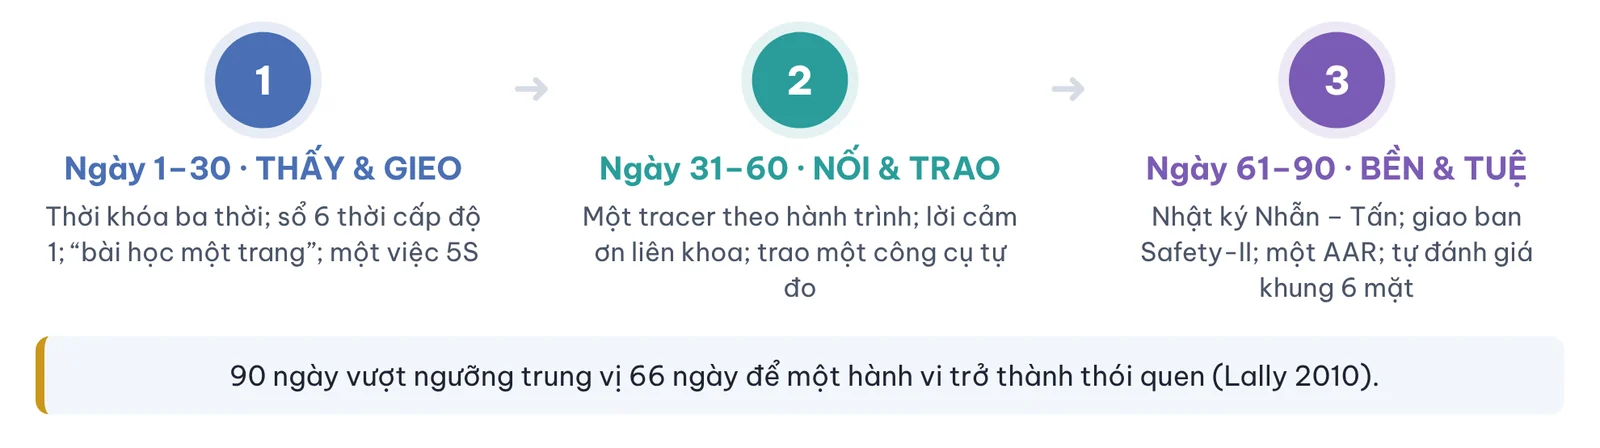 1
Ngày 1–30 · THẤY & GIEO
Thời khóa ba thời; sổ 6 thời cấp độ
1; “bài học một trang”; một việc 5S
→
2
Ngày 31–60 · NỐI & TRAO
Một tracer theo hành trình; lời cảm
ơn liên khoa; trao một công cụ tự
đo
→
3
Ngày 61–90 · BỀN & TUỆ
Nhật ký Nhẫn – Tấn; giao ban
Safety-II; một AAR; tự đánh giá
khung 6 mặt
90 ngày vượt ngưỡng trung vị 66 ngày để một hành vi trở thành thói quen (Lally 2010).